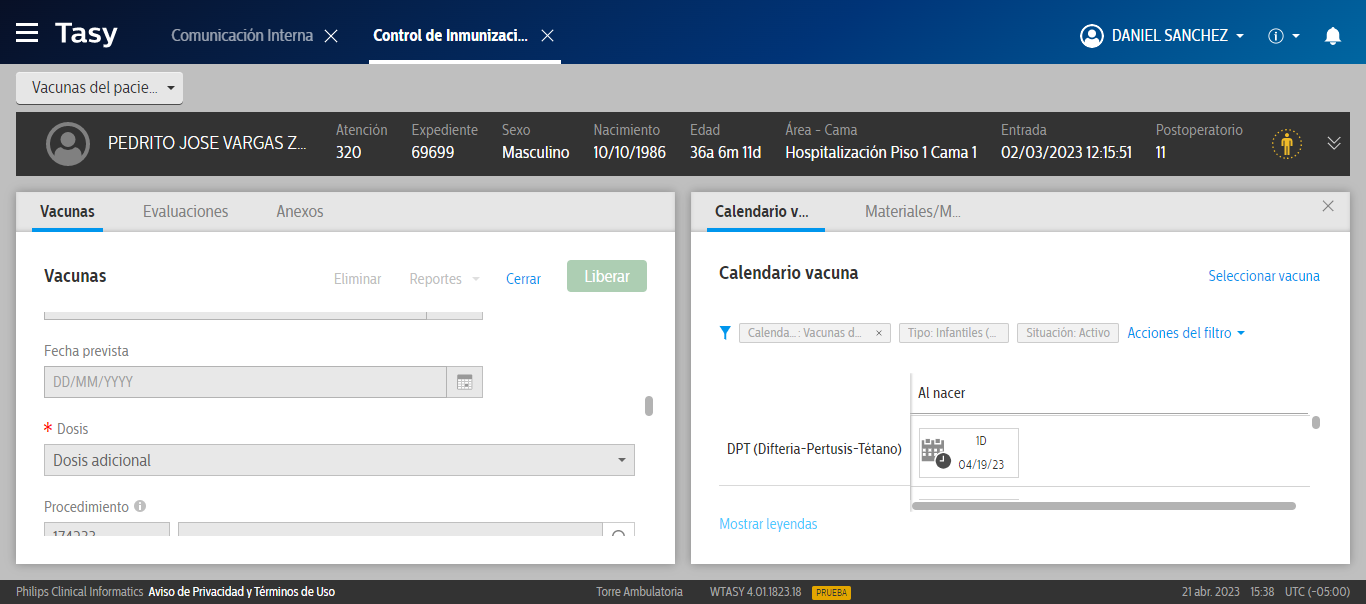 Tasy
Comunicación Interna
Control de Inmunizaci...
DANIEL SANCHEZ
Vacunas del pacie...
PEDRITO JOSE VARGAS Z...
Atención Expediente Sexo Nacimiento Edad Área - Cama Entrada Postoperatorio
320 69699 Masculino 10/10/1986 36a 6m 11d Hospitalización Piso 1 Cama 1 02/03/2023 12:15:51 11
Vacunas Evaluaciones Anexos
Vacunas
Eliminar Reportes Cerrar Liberar
Fecha prevista
DD/MM/YYYY
* Dosis
Dosis adicional
Procedimiento
174233
Calendario v... Materiales/M...
Calendario vacuna
Seleccionar vacuna
Calenda...: Vacunas d... × Tipo: Infantiles (... Situación: Activo Acciones del filtro
Al nacer
DPT (Difteria-Pertusis-Tétano)
1D
04/19/23
Mostrar leyendas
Philips Clinical Informatics Aviso de Privacidad y Términos de Uso Torre Ambulatoria WTASY 4.01.1823.18 PRUEBA 21 abr. 2023 15:38 UTC (-05:00)